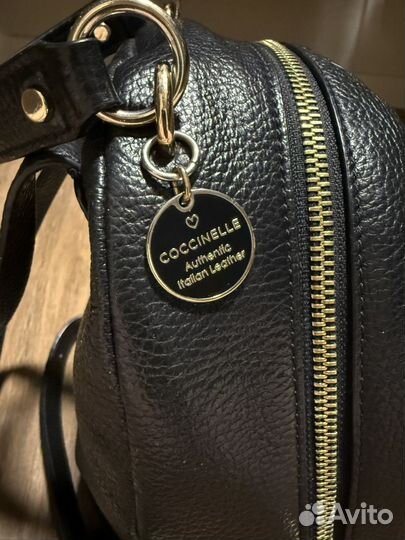 COCCINELLE
Authentic
Italian Leather
Avito